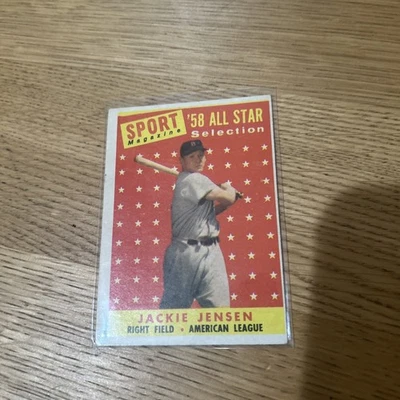 SPORT '58 ALL STAR
Magazine Selection
JACKIE JENSEN
RIGHT FIELD • AMERICAN LEAGUE